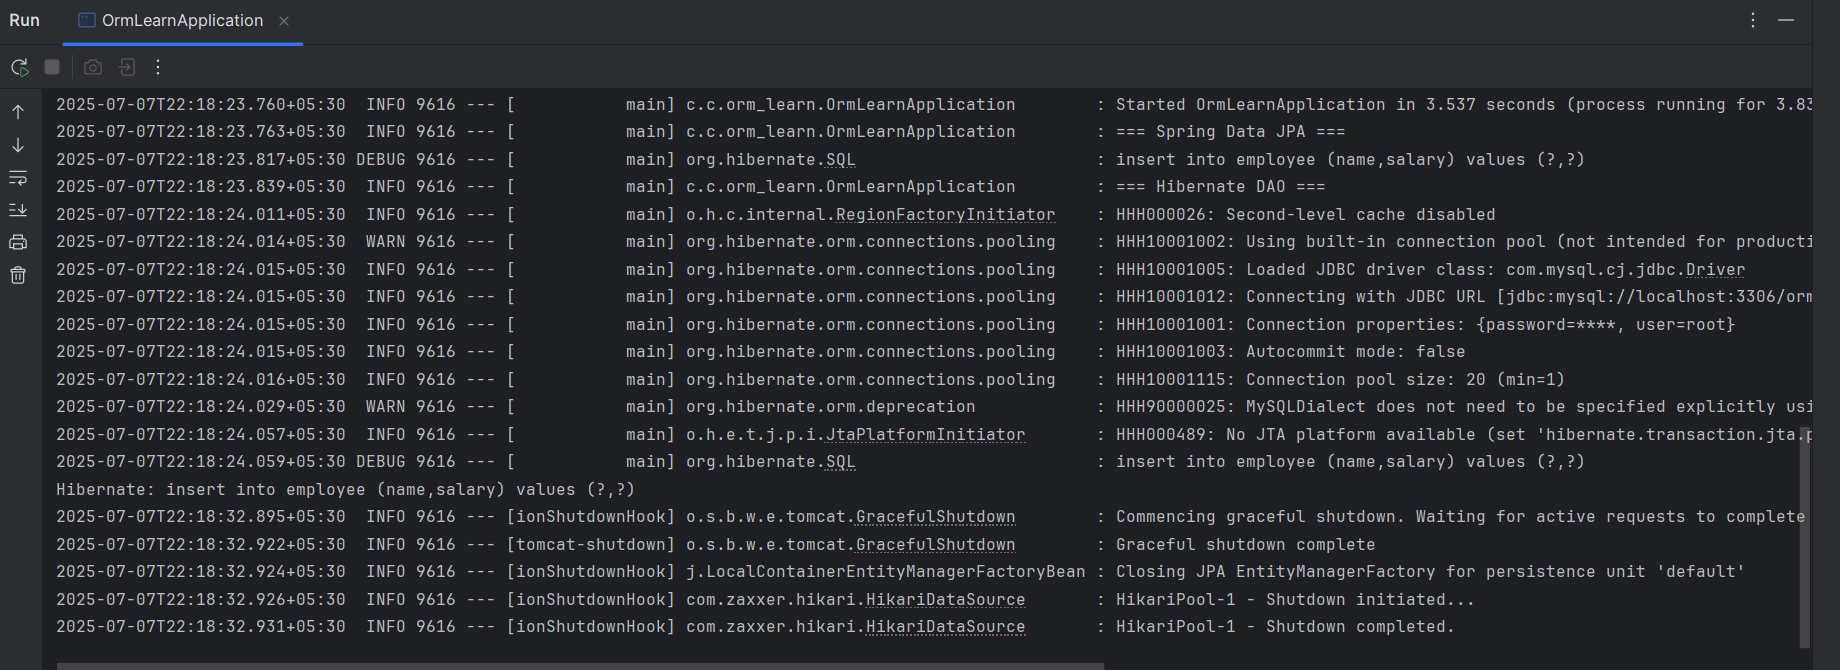 Run OrmLearnApplication
2025-07-07T22:18:23.760+05:30  INFO 9616 --- [           main] c.c.orm_learn.OrmLearnApplication        : Started OrmLearnApplication in 3.537 seconds (process running for 3.83
2025-07-07T22:18:23.763+05:30  INFO 9616 --- [           main] c.c.orm_learn.OrmLearnApplication        : === Spring Data JPA ===
2025-07-07T22:18:23.817+05:30 DEBUG 9616 --- [           main] org.hibernate.SQL                        : insert into employee (name,salary) values (?,?)
2025-07-07T22:18:23.839+05:30  INFO 9616 --- [           main] c.c.orm_learn.OrmLearnApplication        : === Hibernate DAO ===
2025-07-07T22:18:24.011+05:30  INFO 9616 --- [           main] o.h.c.internal.RegionFactoryInitiator    : HHH000026: Second-level cache disabled
2025-07-07T22:18:24.014+05:30  WARN 9616 --- [           main] org.hibernate.orm.connections.pooling    : HHH10001002: Using built-in connection pool (not intended for producti
2025-07-07T22:18:24.015+05:30  INFO 9616 --- [           main] org.hibernate.orm.connections.pooling    : HHH10001005: Loaded JDBC driver class: com.mysql.cj.jdbc.Driver
2025-07-07T22:18:24.015+05:30  INFO 9616 --- [           main] org.hibernate.orm.connections.pooling    : HHH10001012: Connecting with JDBC URL [jdbc:mysql://localhost:3306/orm
2025-07-07T22:18:24.015+05:30  INFO 9616 --- [           main] org.hibernate.orm.connections.pooling    : HHH10001001: Connection properties: {password=****, user=root}
2025-07-07T22:18:24.015+05:30  INFO 9616 --- [           main] org.hibernate.orm.connections.pooling    : HHH10001003: Autocommit mode: false
2025-07-07T22:18:24.016+05:30  INFO 9616 --- [           main] org.hibernate.orm.connections.pooling    : HHH10001115: Connection pool size: 20 (min=1)
2025-07-07T22:18:24.029+05:30  WARN 9616 --- [           main] org.hibernate.orm.deprecation            : HHH90000025: MySQLDialect does not need to be specified explicitly usi
2025-07-07T22:18:24.057+05:30  INFO 9616 --- [           main] o.h.e.t.j.p.i.JtaPlatformInitiator       : HHH000489: No JTA platform available (set 'hibernate.transaction.jta.p
2025-07-07T22:18:24.059+05:30 DEBUG 9616 --- [           main] org.hibernate.SQL                        : insert into employee (name,salary) values (?,?)
Hibernate: insert into employee (name,salary) values (?,?)
2025-07-07T22:18:32.895+05:30  INFO 9616 --- [ionShutdownHook] o.s.b.w.e.tomcat.GracefulShutdown        : Commencing graceful shutdown. Waiting for active requests to complete
2025-07-07T22:18:32.922+05:30  INFO 9616 --- [tomcat-shutdown] o.s.b.w.e.tomcat.GracefulShutdown        : Graceful shutdown complete
2025-07-07T22:18:32.924+05:30  INFO 9616 --- [ionShutdownHook] j.LocalContainerEntityManagerFactoryBean : Closing JPA EntityManagerFactory for persistence unit 'default'
2025-07-07T22:18:32.926+05:30  INFO 9616 --- [ionShutdownHook] com.zaxxer.hikari.HikariDataSource       : HikariPool-1 - Shutdown initiated...
2025-07-07T22:18:32.931+05:30  INFO 9616 --- [ionShutdownHook] com.zaxxer.hikari.HikariDataSource       : HikariPool-1 - Shutdown completed.